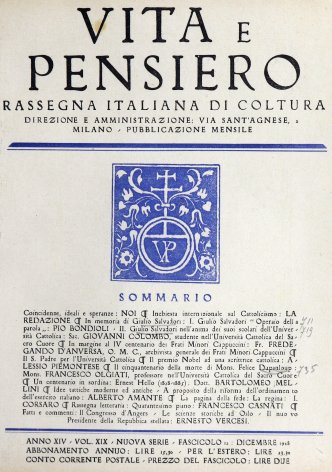 VITA E
PENSIERO
RASSEGNA ITALIANA DI COLTURA
DIREZIONE E AMMINISTRAZIONE: VIA SANT'AGNESE, 2
MILANO - PUBBLICAZIONE MENSILE
VP
SOMMARIO
Coincidenze, ideali e speranze: NOI ¶ Inchiesta internazionale sul Cattolicismo: LA
REDAZIONE ¶ In memoria di Giulio Salvadori: I. Giulio Salvadori « Operaio della
parola »: PIO BONDIOLI - II. Giulio Salvadori nell'anima dei suoi scolari dell'Univer-
sità Cattolica: Sac. GIOVANNI COLOMBO, studente nell'Università Cattolica del Sa-
cro Cuore ¶ In margine al IV centenario dei Frati Minori Cappuccini: Fr. FREDE-
GANDO D'ANVERSA, O. M. C., archivista generale dei Frati Minori Cappuccini ¶
Il S. Padre per l'Università Cattolica ¶ Il premio Nobel ad una scrittrice cattolica: A-
LESSIO PIEMONTESE ¶ Il cinquantenario della morte di Mons. Felice Dupanloup:
Mons. FRANCESCO OLGIATI, professore nell'Università Cattolica del Sacro Cuore
¶ Un centenario in sordina: Ernest Hello (1828-1885): Dott. BARTOLOMEO MEL-
LINI ¶ Idee tattiche moderne ed antiche - A proposito della riforma dell'ordinamento
dell'esercito italiano: ALBERTO AMANTE ¶ La pagina della fede: La regina: I.
CORSARO ¶ Rassegna letteraria: Quarantesimo piano: FRANCESCO CASNATI ¶
Fatti e commenti: Il Congresso d'Angers - Le scenate storiche ad Oslo - Il nuovo
Presidente della Repubblica stellata: ERNESTO VERCESI.
ANNO XIV - VOL. XIX - NUOVA SERIE - FASCICOLO 12 - DICEMBRE 1928
ABBONAMENTO ANNUO: LIRE 15,30 - PER L'ESTERO: LIRE 25,30
CONTO CORRENTE POSTALE - PREZZO DEL FASCICOLO: LIRE DUE